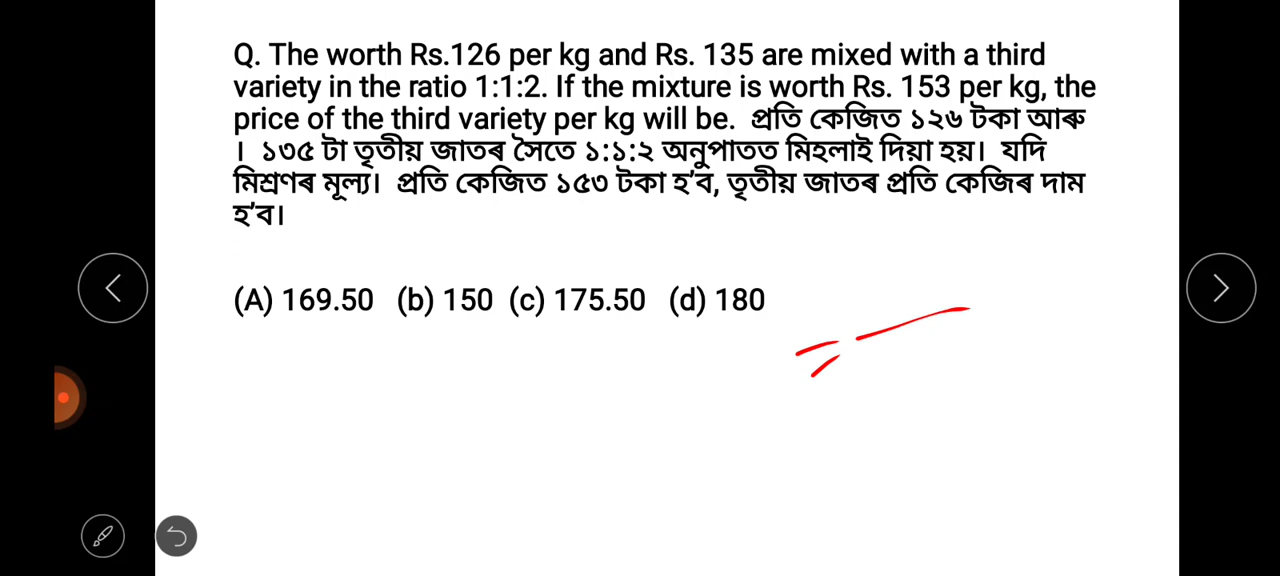 Q. The worth Rs.126 per kg and Rs. 135 are mixed with a third
variety in the ratio 1:1:2. If the mixture is worth Rs. 153 per kg, the
price of the third variety per kg will be. প্ৰতি কেজিত ১২৬ টকা আৰু
। ১৩৫ টা তৃতীয় জাতৰ সৈতে ১:১:২ অনুপাতত মিহলাই দিয়া হয়। যদি
মিশ্ৰণৰ মূল্য। প্ৰতি কেজিত ১৫৩ টকা হ'ব, তৃতীয় জাতৰ প্ৰতি কেজিৰ দাম
হ'ব।
(A) 169.50 (b) 150 (c) 175.50 (d) 180